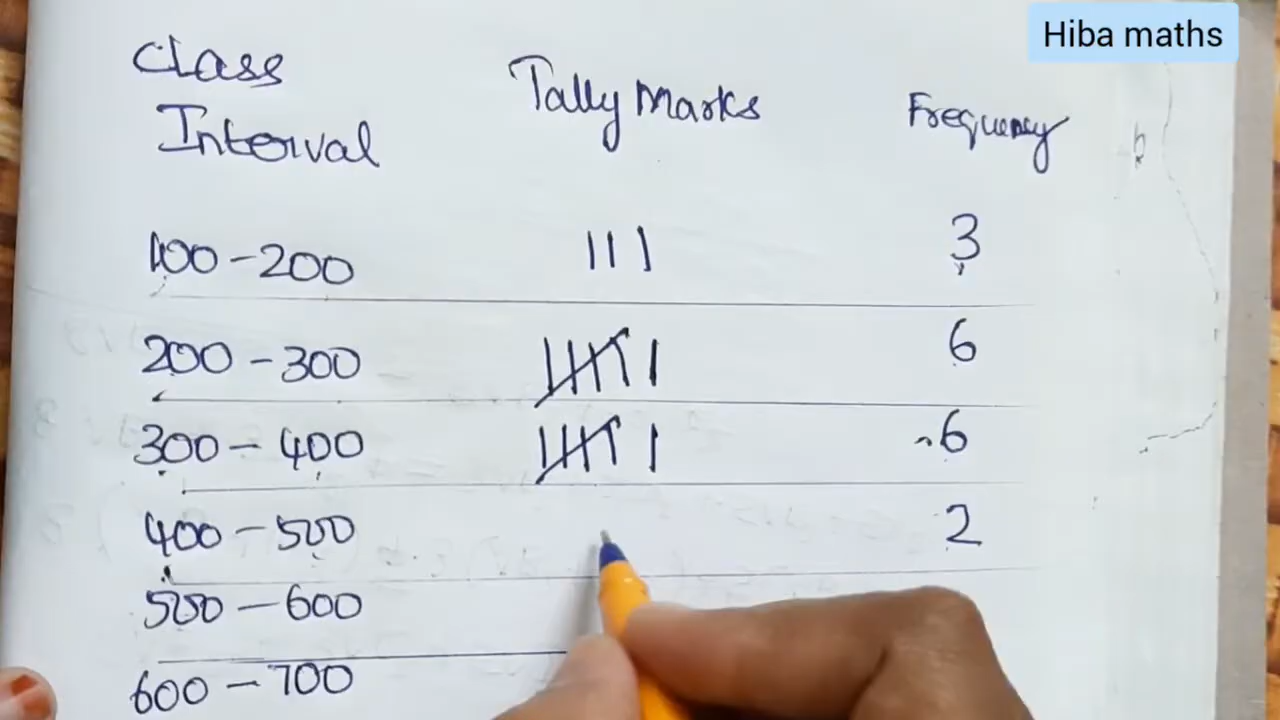 Hiba maths
Class Interval Tally Marks Frequency
100 - 200 ||| 3
200 - 300 |||| | 6
300 - 400 |||| | 6
400 - 500 2
500 - 600
600 - 700